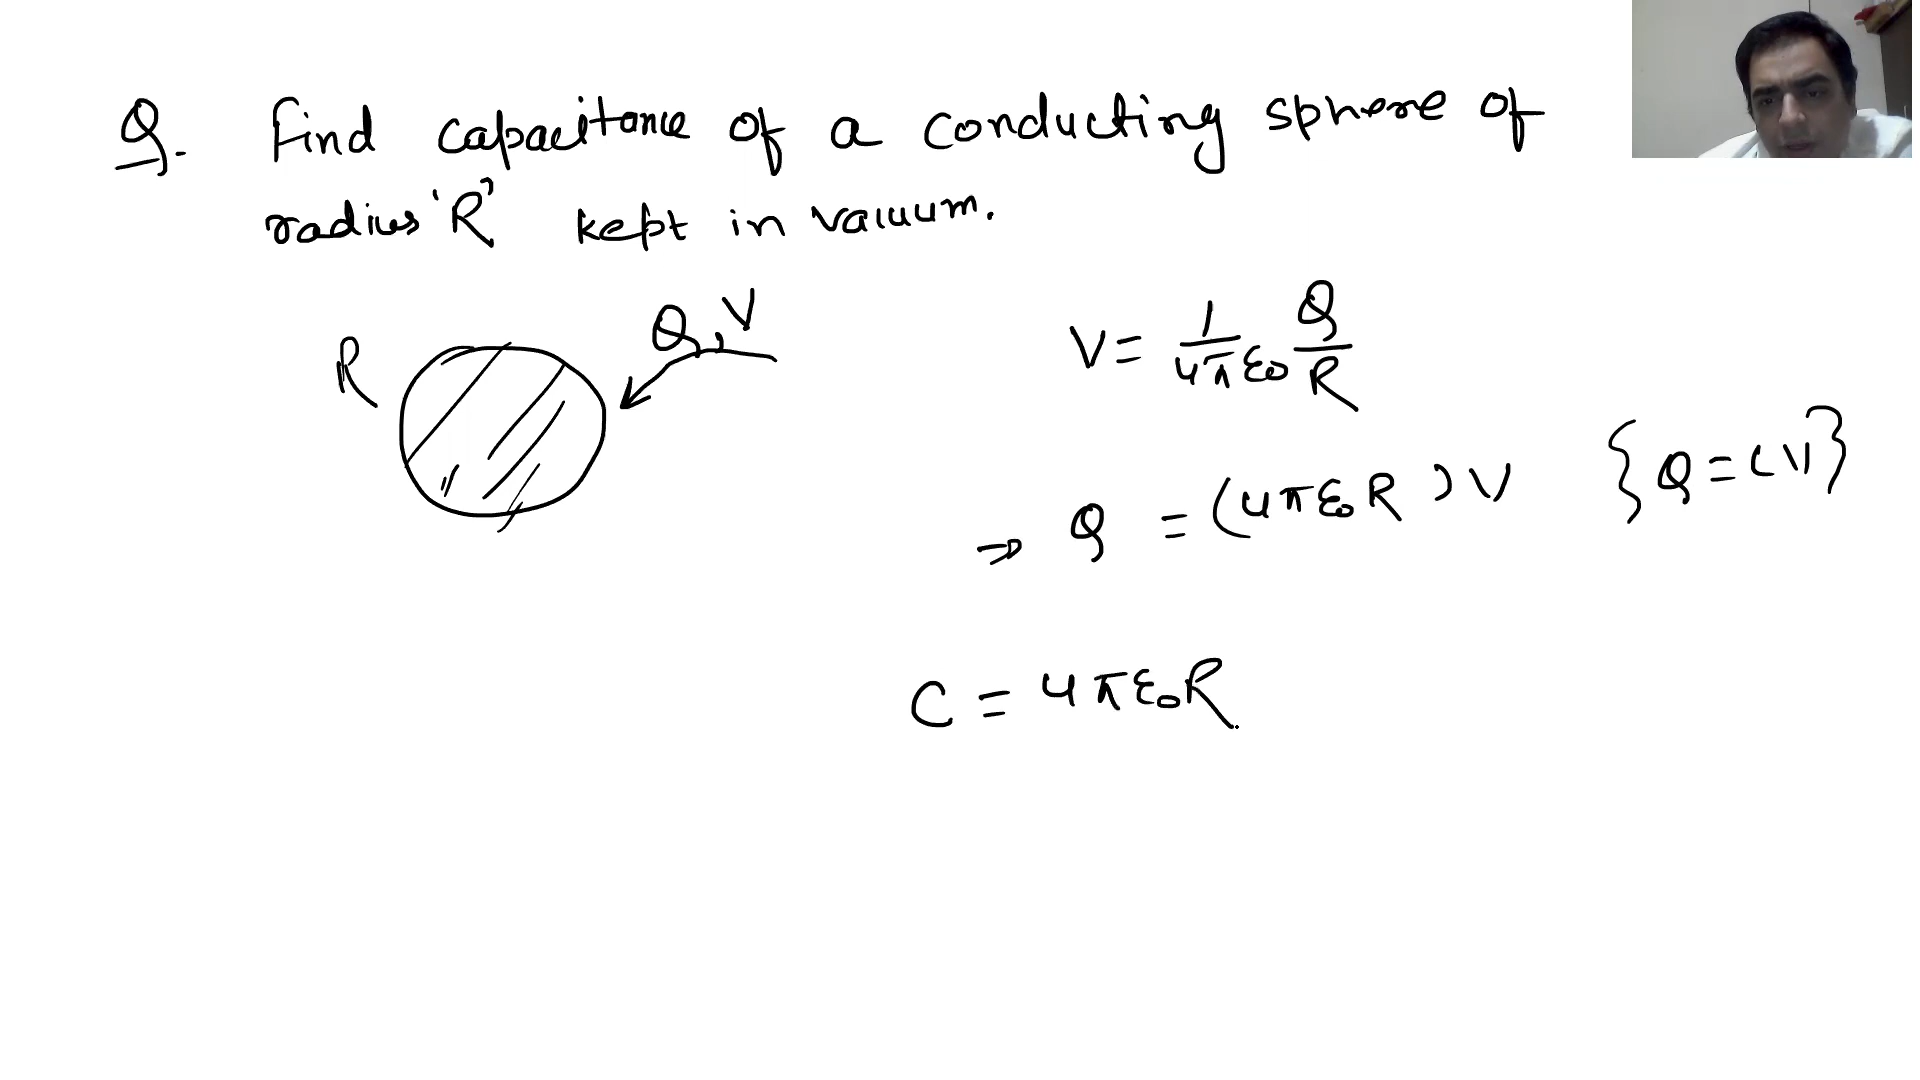 Q. Find capacitance of a conducting sphere of
radius 'R' kept in vacuum.
R
Q, V
V = 1/4πε0 Q/R
⇒ Q = (4πε0R)V {Q = CV}
C = 4πε0R